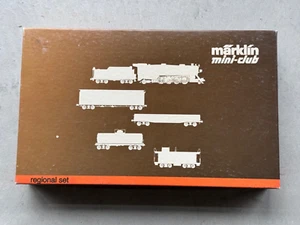 märklin
mini-club
regional set